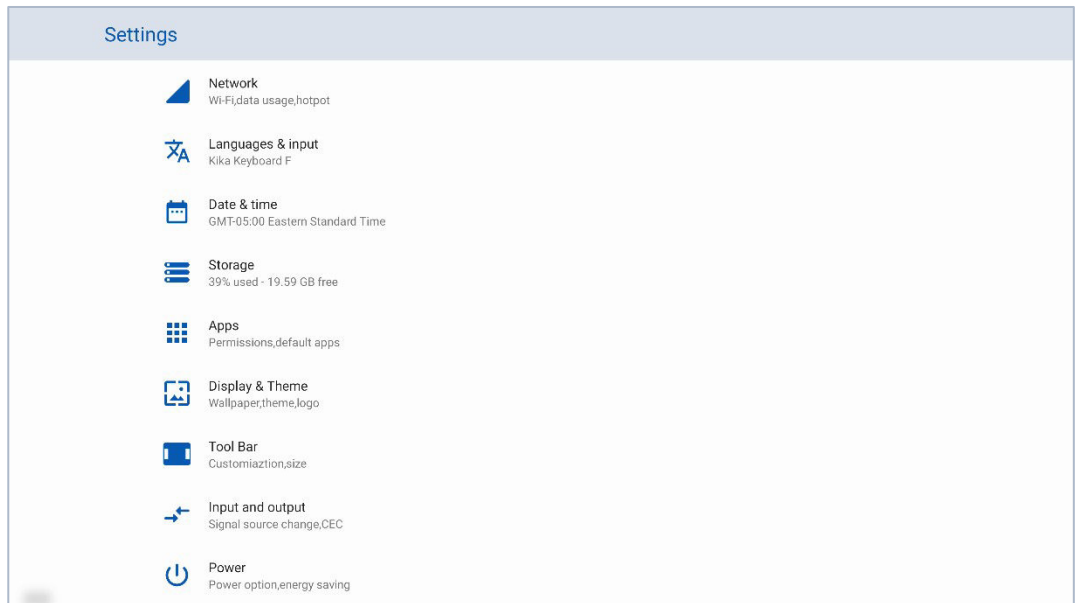 Settings
Network
Wi-Fi,data usage,hotpot
Languages & input
Kika Keyboard F
Date & time
GMT-05:00 Eastern Standard Time
Storage
39% used - 19.59 GB free
Apps
Permissions,default apps
Display & Theme
Wallpaper,theme,logo
Tool Bar
Customiaztion,size
Input and output
Signal source change,CEC
Power
Power option,energy saving